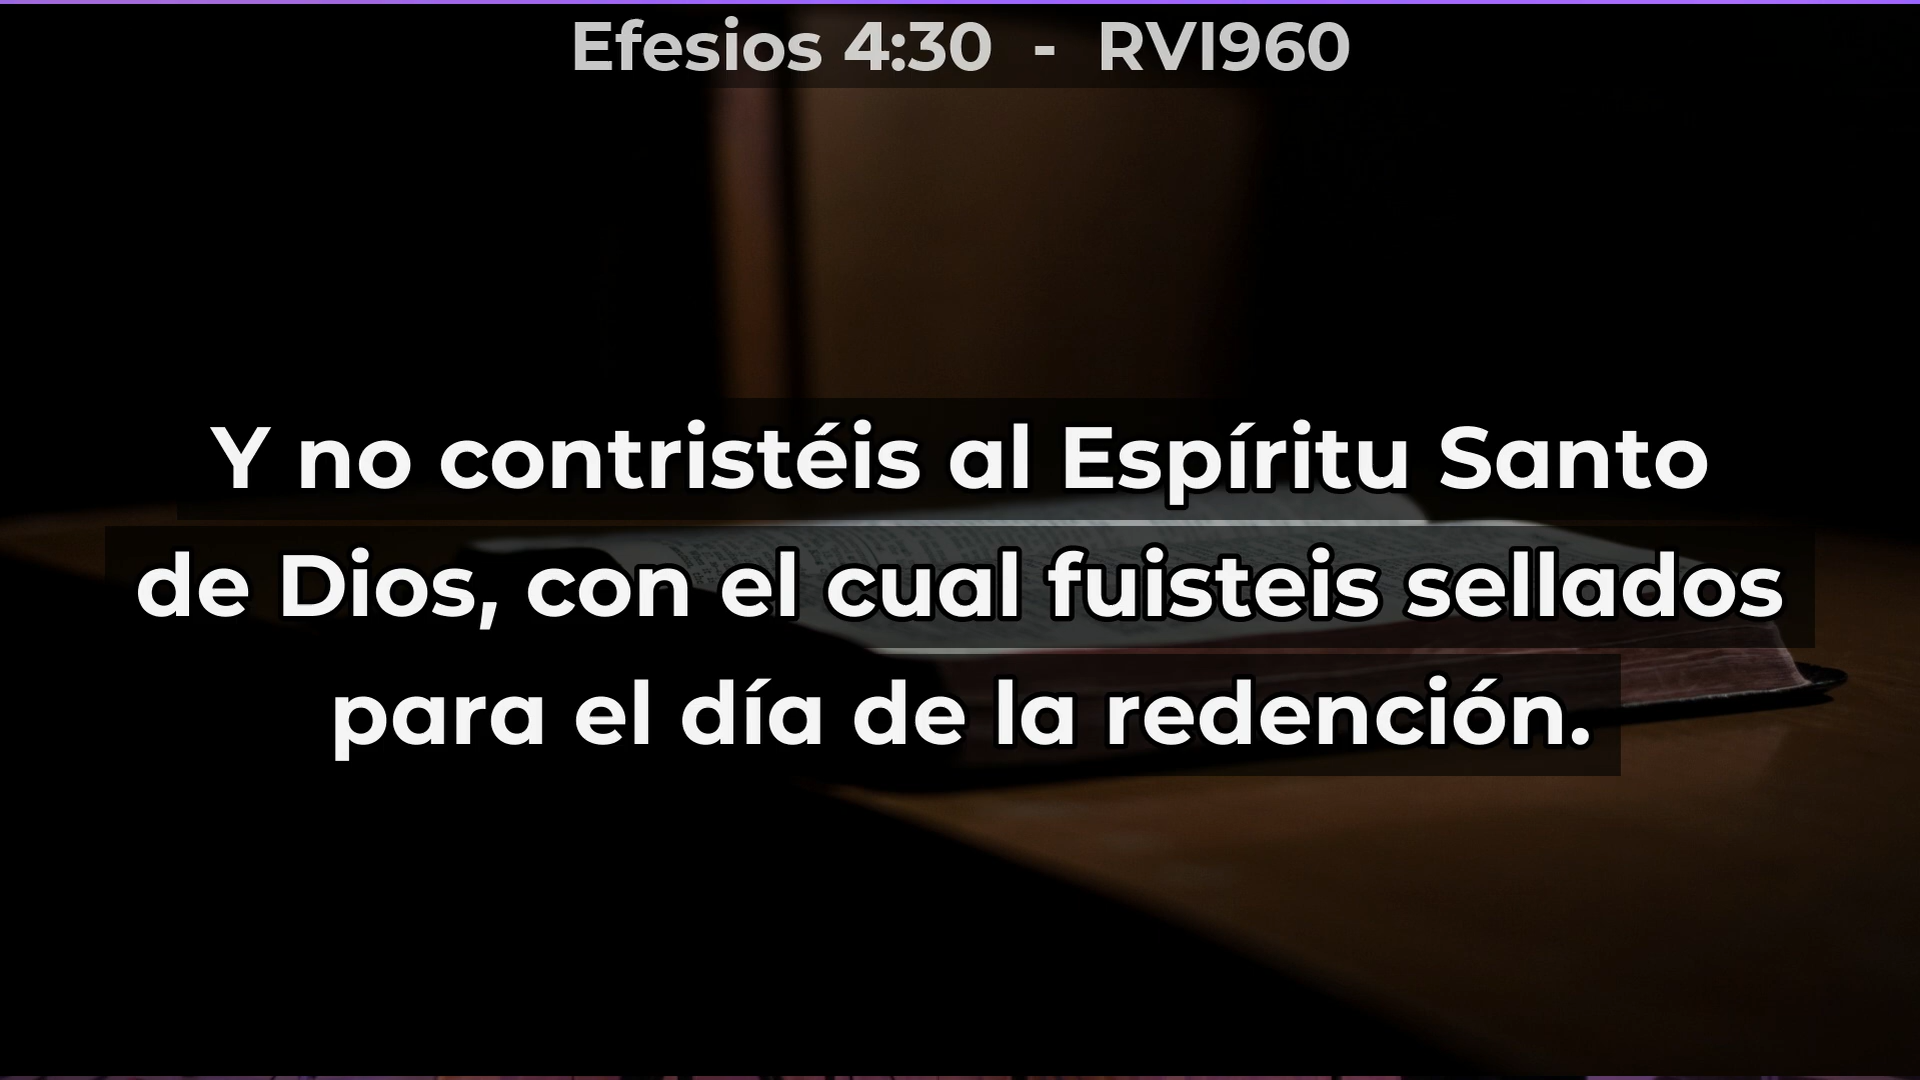 Efesios 4:30 - RV1960
Y no contristéis al Espíritu Santo
de Dios, con el cual fuisteis sellados
para el día de la redención.